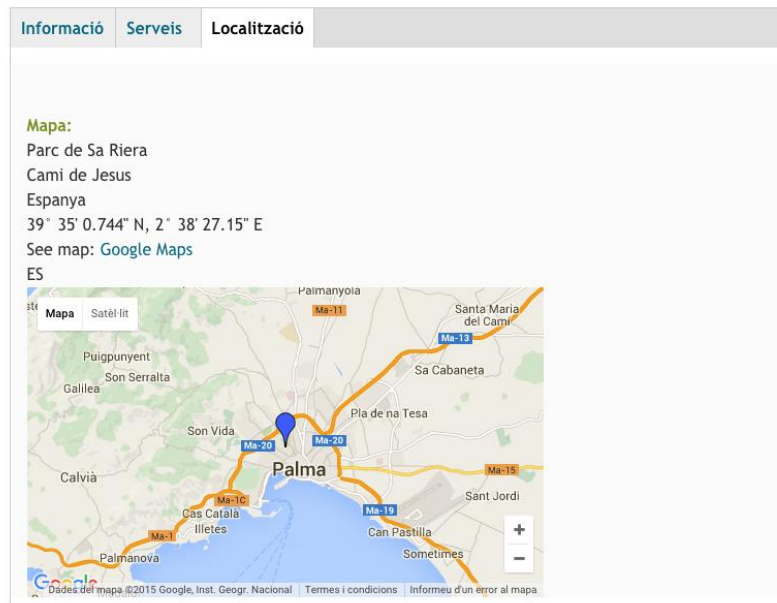 Informació Serveis Localització
Mapa:
Parc de Sa Riera
Cami de Jesus
Espanya
39° 35' 0.744" N, 2° 38' 27.15" E
See map: Google Maps
ES
Palmanyola
Mapa Satèl·lit
Ma-11
Santa Maria
del Camí
Ma-13
Puigpunyent
Sa Cabaneta
Son Serralta
Galilea
Pla de na Tesa
Son Vida
Ma-20 Ma-20
Palma
Ma-15
Calvià
Sant Jordi
Ma-1C
Cas Català
Illetes
Ma-19
Ma-1
Can Pastilla
+
Palmanova
Sometimes
−
Google
Dades del mapa ©2015 Google, Inst. Geogr. Nacional Termes i condicions Informeu d'un error al mapa